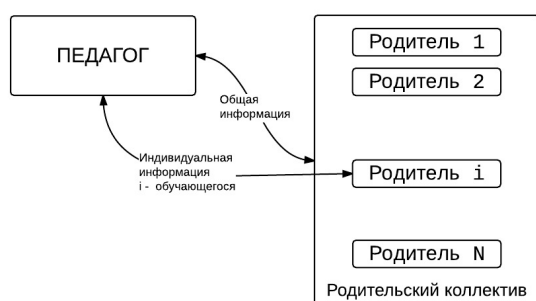 ПЕДАГОГ
Общая
информация
Индивидуальная
информация
i - обучающегося
Родитель 1
Родитель 2
Родитель i
Родитель N
Родительский коллектив